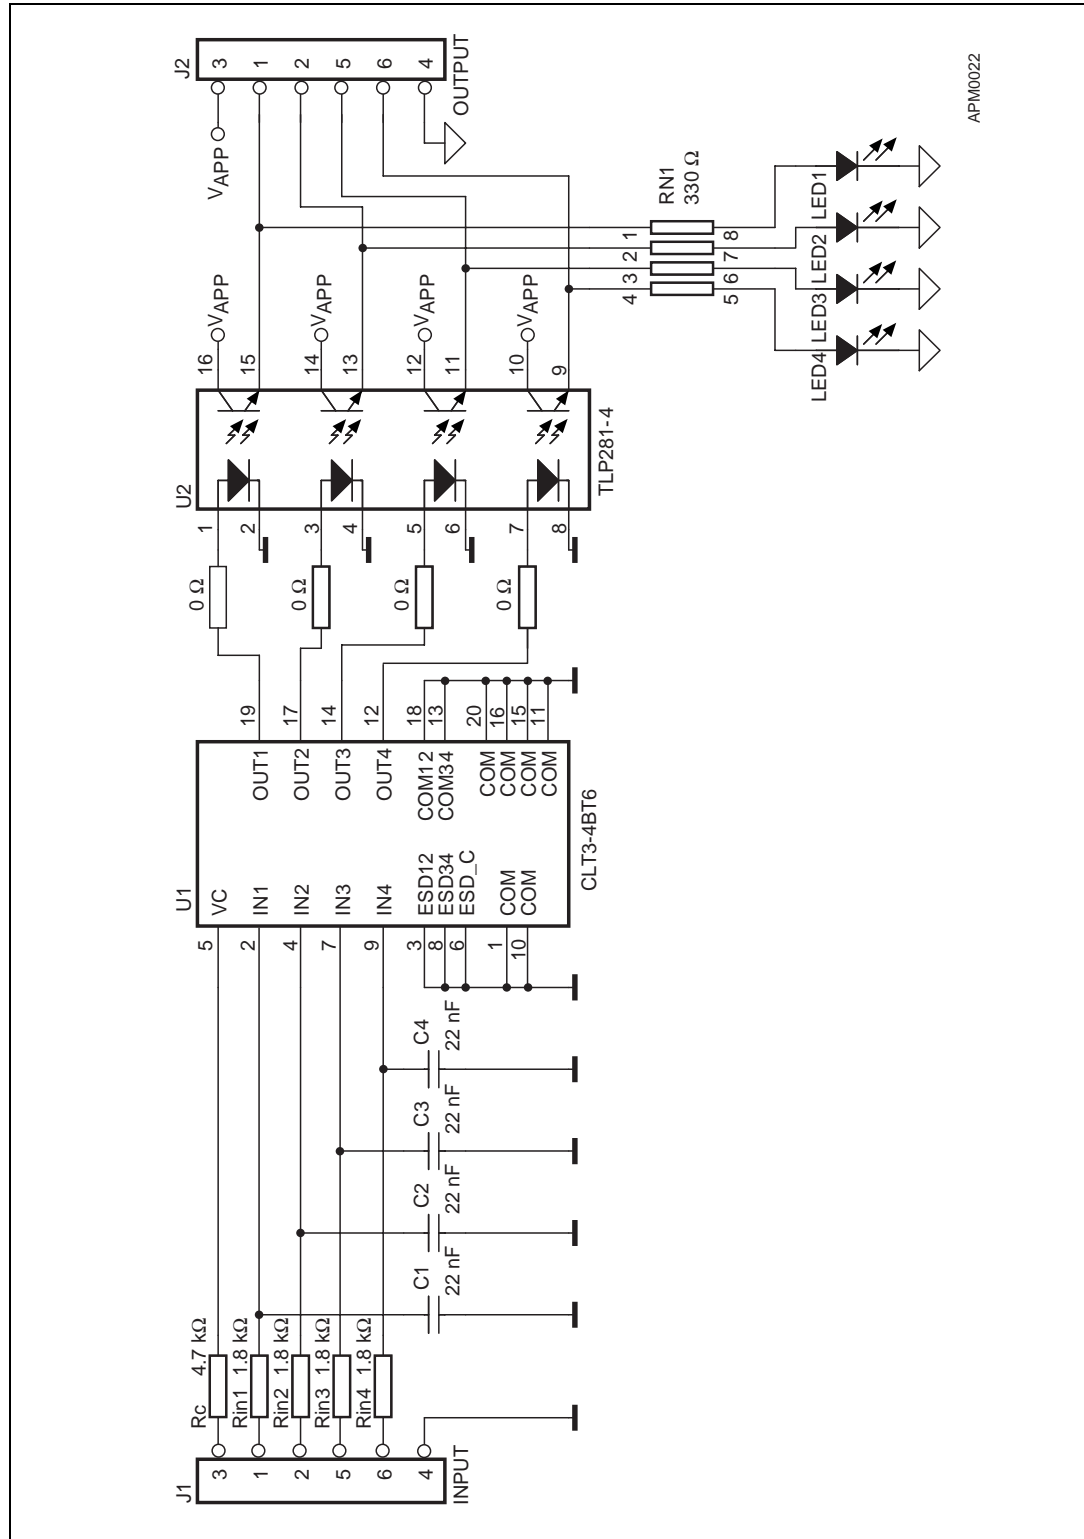 J1
3
1
2
5
6
4
INPUT
Rc 4.7 kΩ
Rin1 1.8 kΩ
Rin2 1.8 kΩ
Rin3 1.8 kΩ
Rin4 1.8 kΩ
C1
22 nF
C2
22 nF
C3
22 nF
C4
22 nF
U1
5
2
4
7
9
3
8
6
1
10
VC
IN1
IN2
IN3
IN4
ESD12
ESD34
ESD_C
COM
COM
OUT1
OUT2
OUT3
OUT4
COM12
COM34
COM
COM
COM
COM
19
17
14
12
18
13
20
16
15
11
CLT3-4BT6
0 Ω
0 Ω
0 Ω
0 Ω
U2
1
2
3
4
5
6
7
8
16
15
14
13
12
11
10
9
TLP281-4
VAPP
VAPP
VAPP
VAPP
VAPP
J2
3
1
2
5
6
4
OUTPUT
RN1
330 Ω
1
2
3
4
8
7
6
5
LED1
LED2
LED3
LED4
APM0022